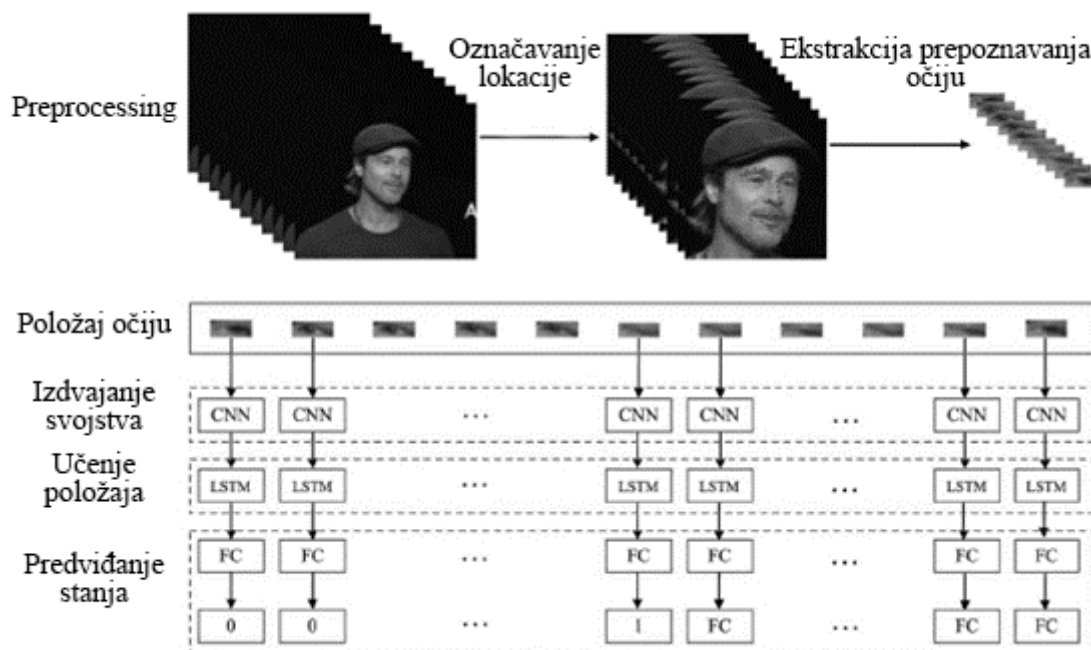 Preprocessing
Označavanje
lokacije
Ekstrakcija prepoznavanja
očiju
A
Položaj očiju
Izdvajanje
svojstva
CNN CNN ... CNN CNN ... CNN CNN
Učenje
položaja
LSTM LSTM ... LSTM LSTM ... LSTM LSTM
Predviđanje
stanja
FC FC ... FC FC ... FC FC
0 0 ... 1 FC ... FC FC